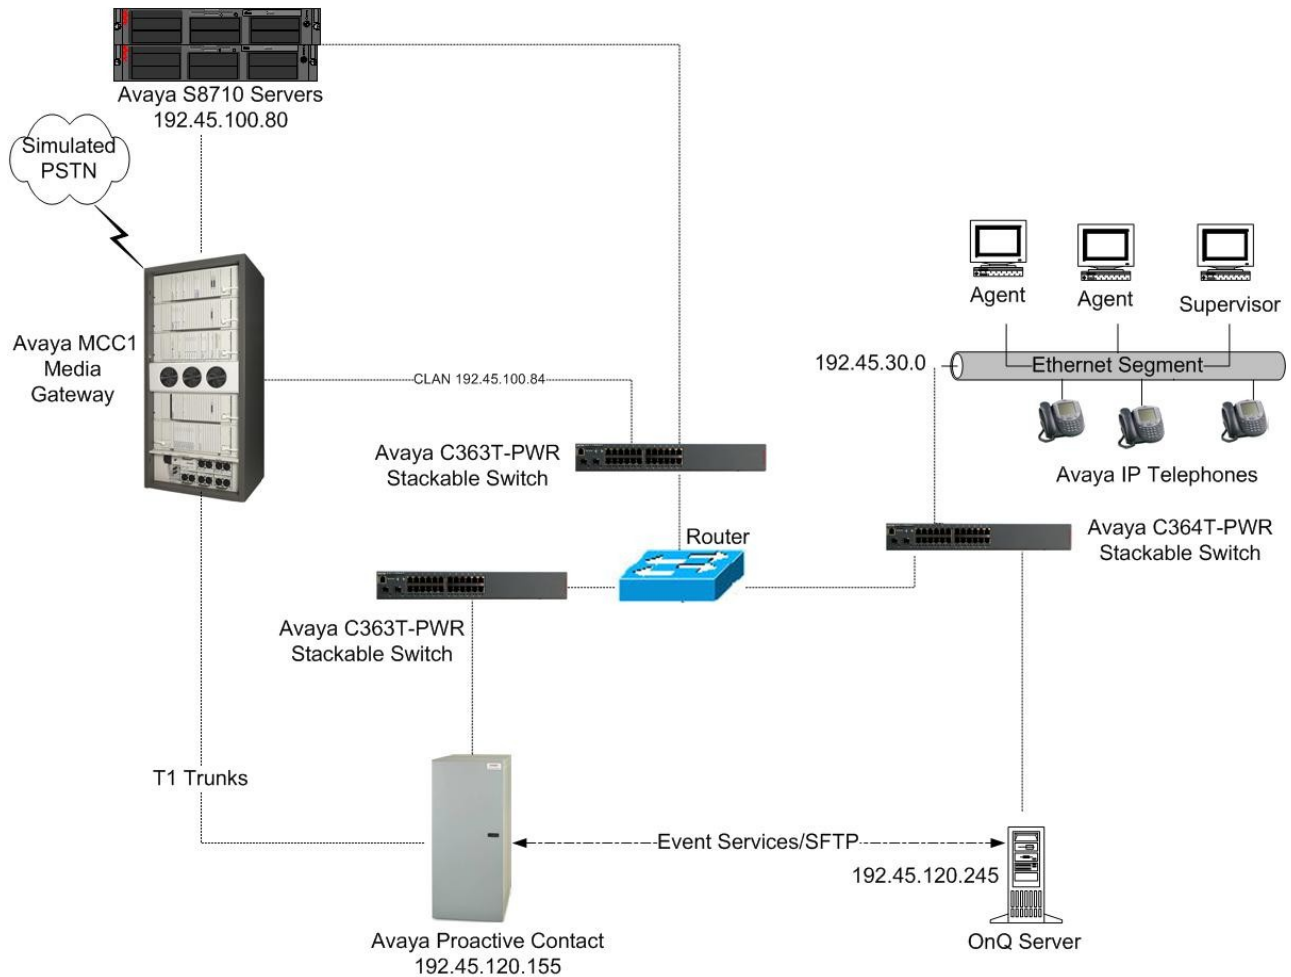 Avaya S8710 Servers
192.45.100.80
Simulated
PSTN
Avaya MCC1
Media
Gateway
CLAN 192.45.100.84
Agent
Agent
Supervisor
192.45.30.0
Ethernet Segment
Avaya IP Telephones
Avaya C363T-PWR
Stackable Switch
Router
Avaya C364T-PWR
Stackable Switch
Avaya C363T-PWR
Stackable Switch
T1 Trunks
Event Services/SFTP
192.45.120.245
OnQ Server
Avaya Proactive Contact
192.45.120.155